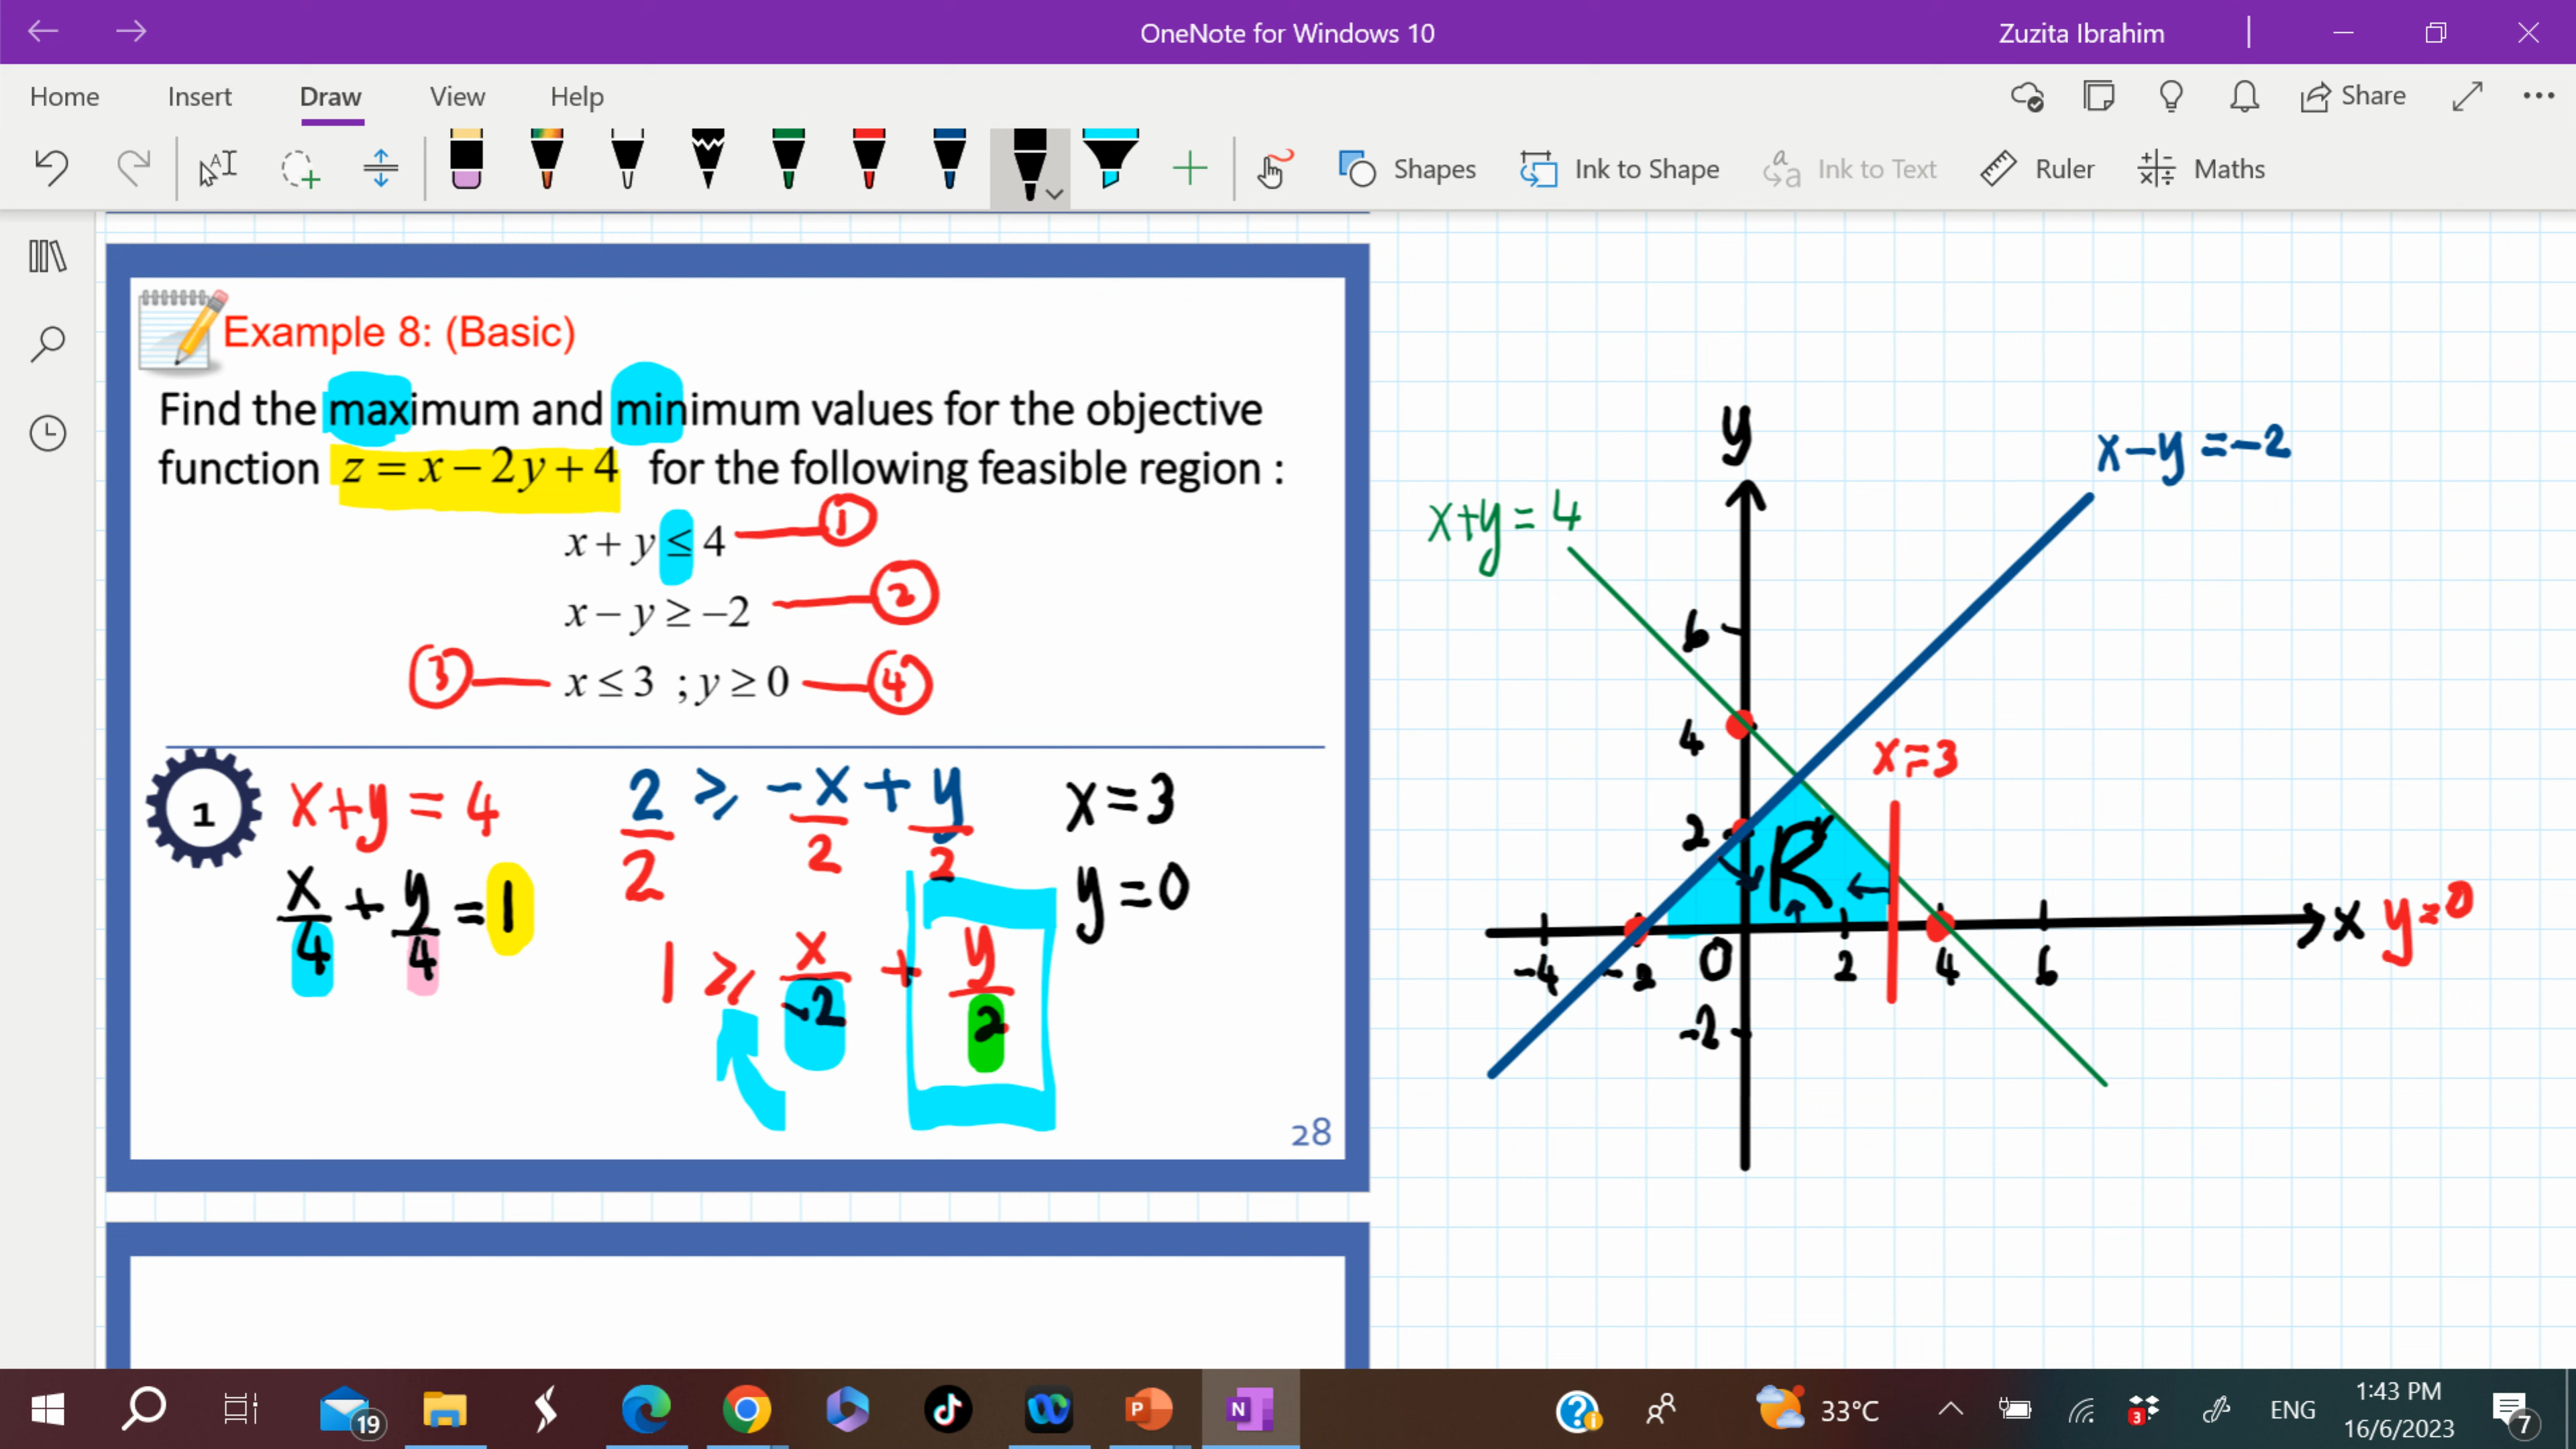 OneNote for Windows 10
Zuzita Ibrahim
Home Insert Draw View Help
Share
Shapes Ink to Shape Ink to Text Ruler Maths
Example 8: (Basic)
Find the maximum and minimum values for the objective
function z = x − 2y + 4 for the following feasible region :
x + y ≤ 4 ①
x − y ≥ −2 ②
③ x ≤ 3 ; y ≥ 0 ④
1
x+y = 4
x/4 + y/4 = 1
2/2 ≥ -x/2 + y/2
1 ≥ x/-2 + y/2
x = 3
y = 0
28
y
x-y = -2
x+y = 4
6
4
x = 3
2
R
x y=0
-4 -2 0 2 4 6
-2
19
P
N
33°C
3
ENG
1:43 PM
16/6/2023
7